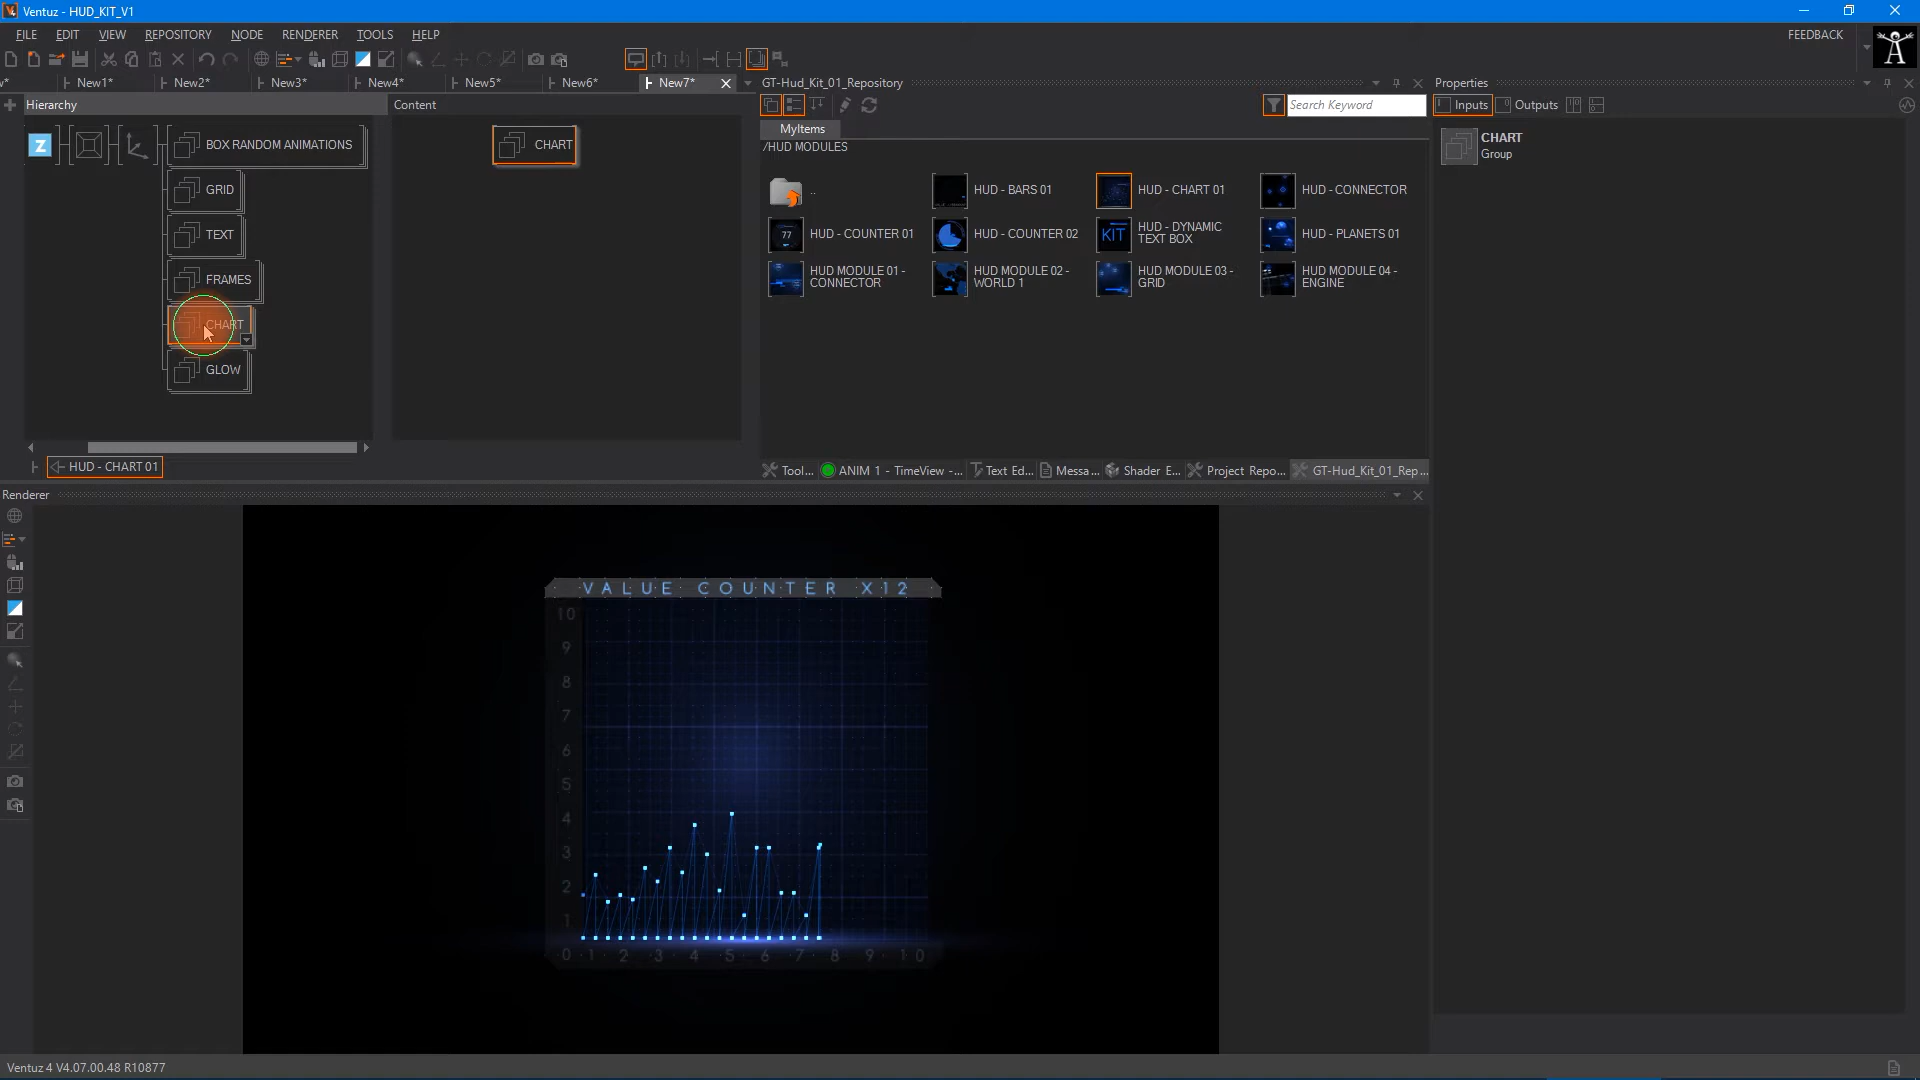 Ventuz - HUD_KIT_V1
FILE EDIT VIEW REPOSITORY NODE RENDERER TOOLS HELP FEEDBACK
New1* New2* New3* New4* New5* New6* New7*
Hierarchy Content
BOX RANDOM ANIMATIONS
GRID
TEXT
FRAMES
CHART
GLOW
HUD - CHART 01
CHART
GT-Hud_Kit_01_Repository
Search Keyword
MyItems
/HUD MODULES
.. HUD - BARS 01 HUD - CHART 01 HUD - CONNECTOR
HUD - COUNTER 01 HUD - COUNTER 02 HUD - DYNAMIC
TEXT BOX HUD - PLANETS 01
HUD MODULE 01 -
CONNECTOR
HUD MODULE 02 -
WORLD 1
HUD MODULE 03 -
GRID
HUD MODULE 04 -
ENGINE
77
KIT
Tool... ANIM 1 - TimeView -... Text Ed... Messa ... Shader E... Project Repo... GT-Hud_Kit_01_Rep...
Properties
Inputs Outputs
CHART
Group
Renderer
VALUE COUNTER X12
10
9
8
7
6
5
4
3
2
1
0 1 2 3 4 5 6 7 8 9 10
Ventuz 4 V4.07.00.48 R10877